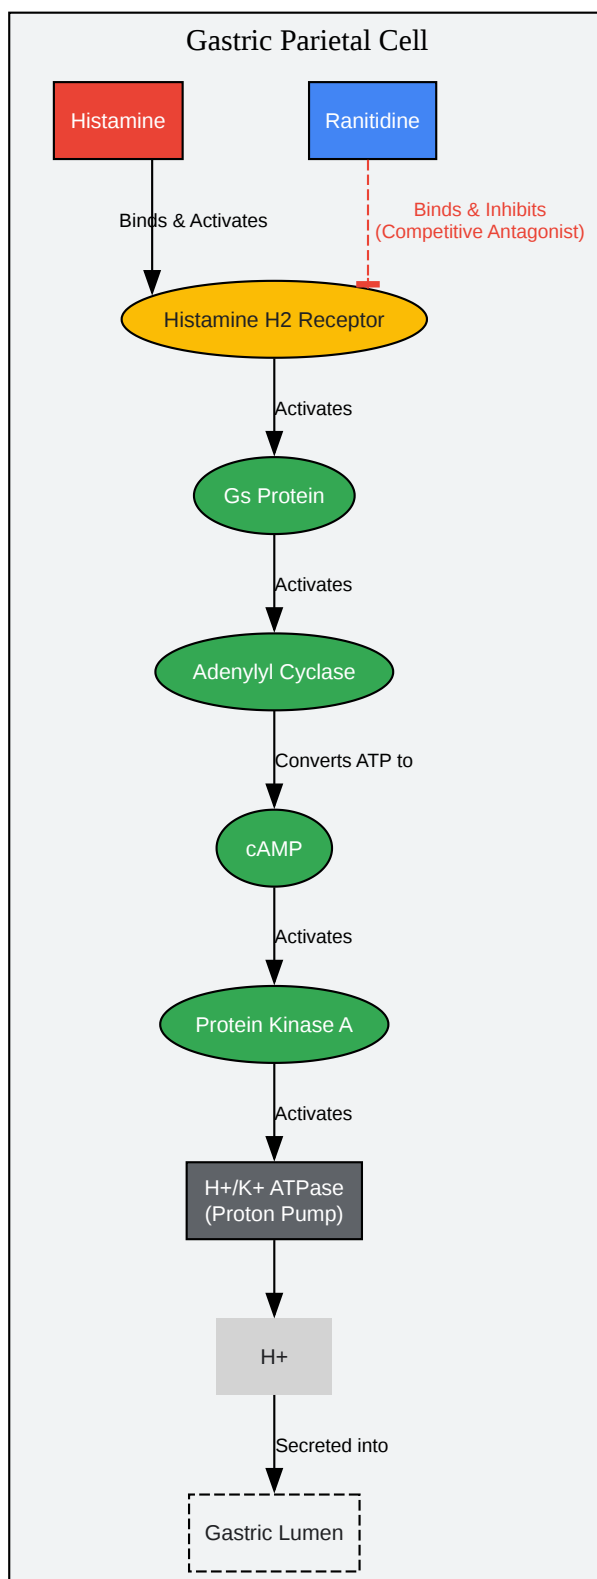 Gastric Parietal Cell
Histamine
Ranitidine
Binds & Activates
Binds & Inhibits
(Competitive Antagonist)
Histamine H2 Receptor
Activates
Gs Protein
Activates
Adenylyl Cyclase
Converts ATP to
cAMP
Activates
Protein Kinase A
Activates
H+/K+ ATPase
(Proton Pump)
H+
Secreted into
Gastric Lumen